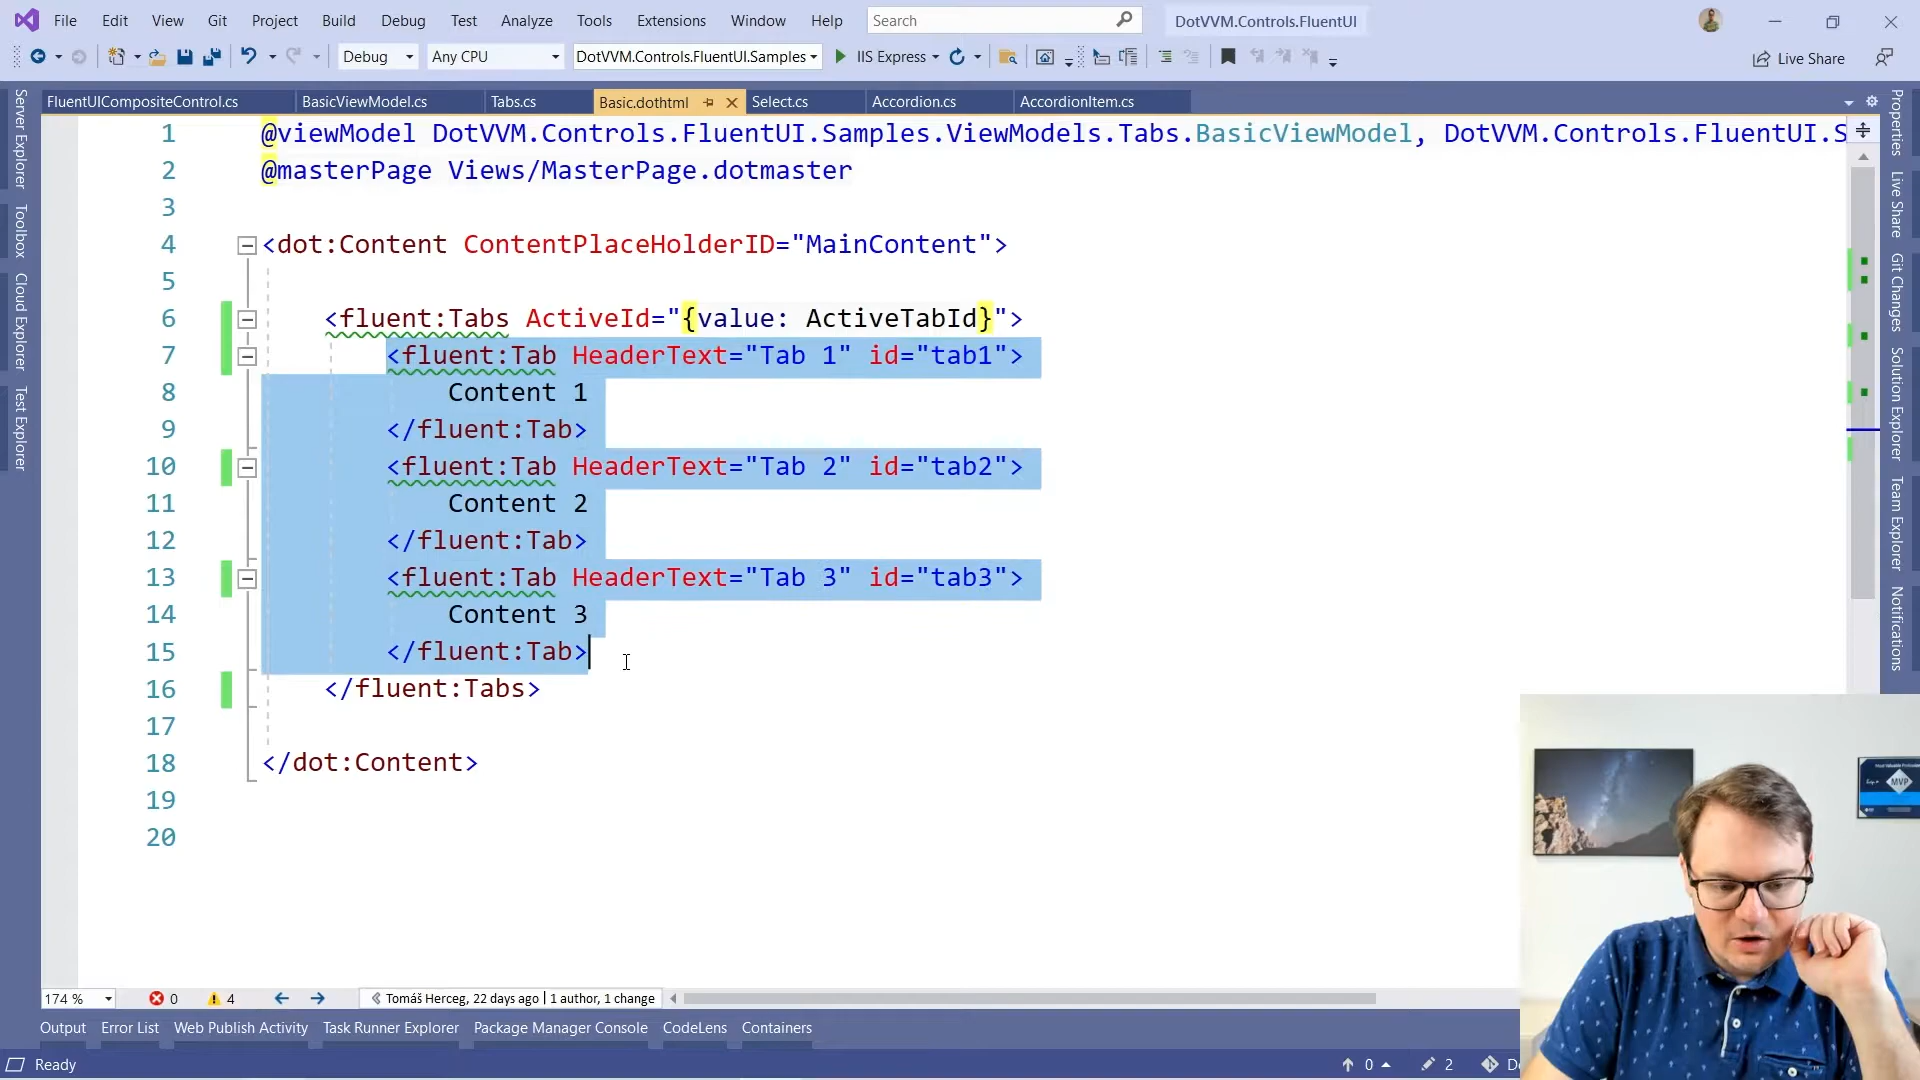 File Edit View Git Project Build Debug Test Analyze Tools Extensions Window Help Search DotVVM.Controls.FluentUI
Debug Any CPU DotVVM.Controls.FluentUI.Samples IIS Express Live Share
FluentUICompositeControl.cs BasicViewModel.cs Tabs.cs Basic.dothtml Select.cs Accordion.cs AccordionItem.cs
Server Explorer
Toolbox
Cloud Explorer
Test Explorer
1 @viewModel DotVVM.Controls.FluentUI.Samples.ViewModels.Tabs.BasicViewModel, DotVVM.Controls.FluentUI.S
2 @masterPage Views/MasterPage.dotmaster
3
4 <dot:Content ContentPlaceHolderID="MainContent">
5
6 <fluent:Tabs ActiveId="{value: ActiveTabId}">
7 <fluent:Tab HeaderText="Tab 1" id="tab1">
8 Content 1
9 </fluent:Tab>
10 <fluent:Tab HeaderText="Tab 2" id="tab2">
11 Content 2
12 </fluent:Tab>
13 <fluent:Tab HeaderText="Tab 3" id="tab3">
14 Content 3
15 </fluent:Tab>
16 </fluent:Tabs>
17
18 </dot:Content>
19
20
Properties
Live Share
Git Changes
Solution Explorer
Team Explorer
Notifications
MVP
174 % 0 4 Tomáš Herceg, 22 days ago | 1 author, 1 change
Output Error List Web Publish Activity Task Runner Explorer Package Manager Console CodeLens Containers
Ready 0 2